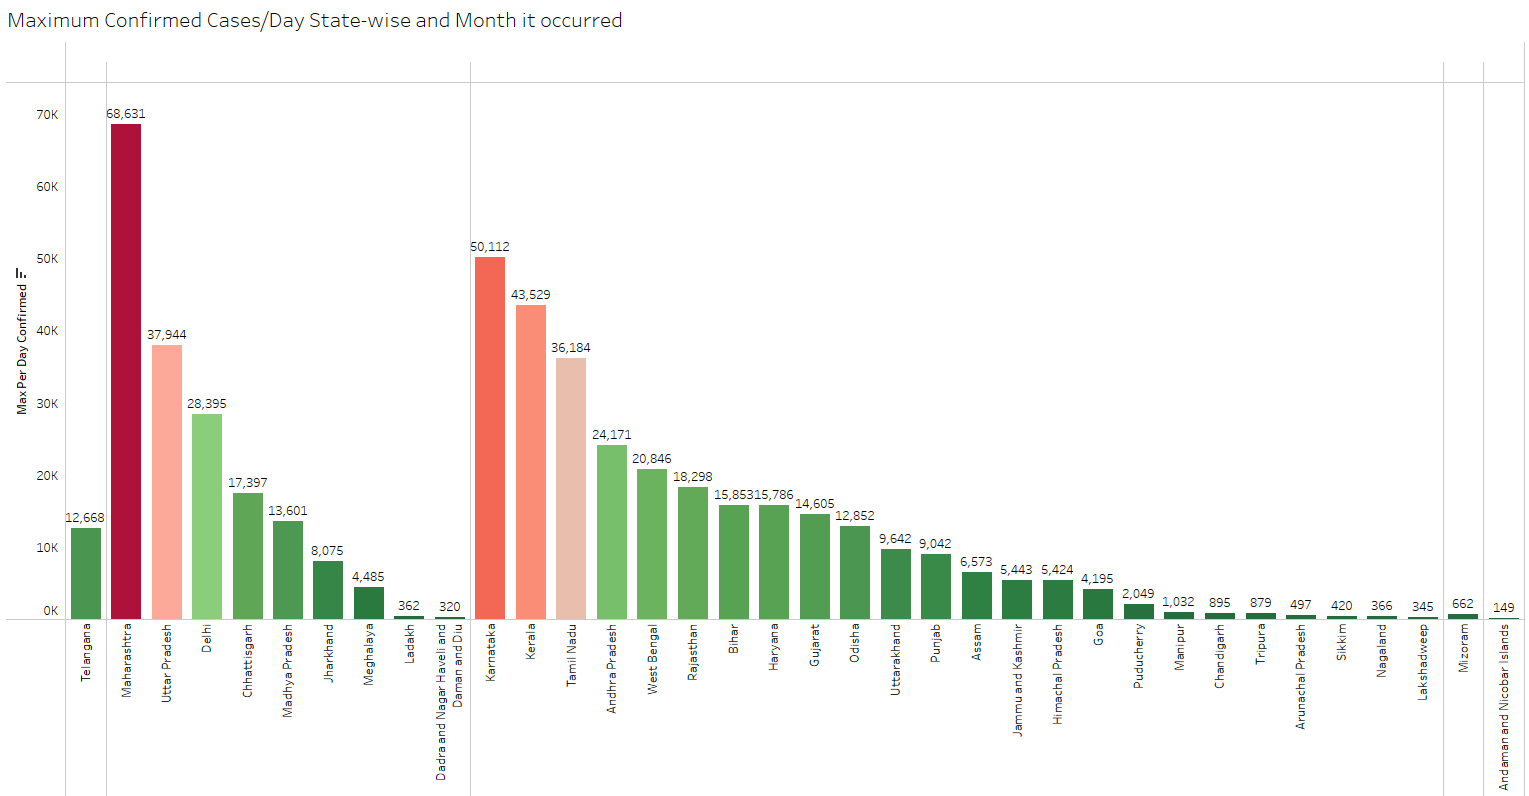 Maximum Confirmed Cases/Day State-wise and Month it occurred
Max Per Day Confirmed
70K
60K
50K
40K
30K
20K
10K
0K
12,668
68,631
37,944
28,395
17,397
13,601
8,075
4,485
362
320
50,112
43,529
36,184
24,171
20,846
18,298
15,853
15,786
14,605
12,852
9,642
9,042
6,573
5,443
5,424
4,195
2,049
1,032
895
879
497
420
366
345
662
149
Telangana
Maharashtra
Uttar Pradesh
Delhi
Chhattisgarh
Madhya Pradesh
Jharkhand
Meghalaya
Ladakh
Dadra and Nagar Haveli and
Daman and Diu
Karnataka
Kerala
Tamil Nadu
Andhra Pradesh
West Bengal
Rajasthan
Bihar
Haryana
Gujarat
Odisha
Uttarakhand
Punjab
Assam
Jammu and Kashmir
Himachal Pradesh
Goa
Puducherry
Manipur
Chandigarh
Tripura
Arunachal Pradesh
Sikkim
Nagaland
Lakshadweep
Mizoram
Andaman and Nicobar Islands